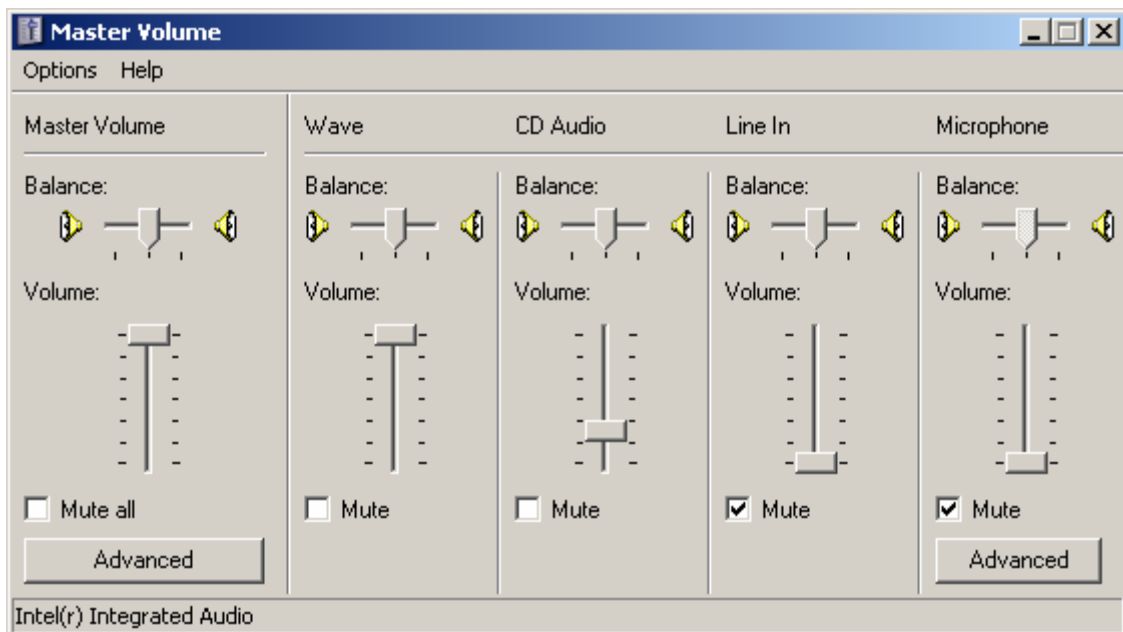 Master Volume
Options Help
Master Volume Wave CD Audio Line In Microphone
Balance: Balance: Balance: Balance: Balance:
Volume: Volume: Volume: Volume: Volume:
Mute all Mute Mute Mute Mute
Advanced Advanced
Intel(r) Integrated Audio